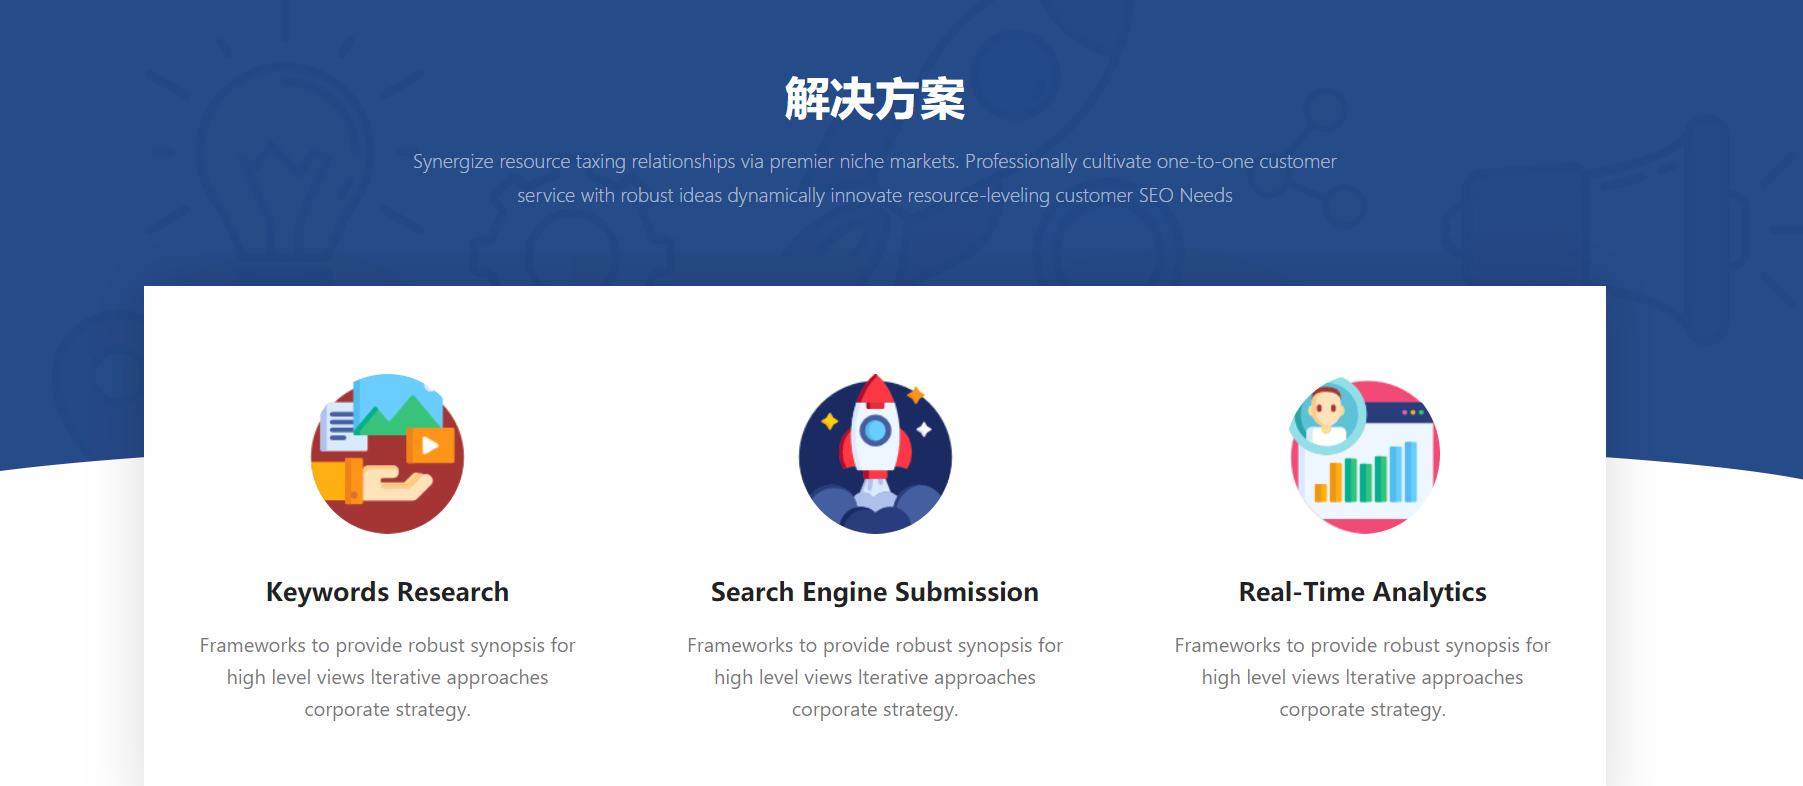 解决方案
Synergize resource taxing relationships via premier niche markets. Professionally cultivate one-to-one customer
service with robust ideas dynamically innovate resource-leveling customer SEO Needs
Keywords Research
Search Engine Submission
Real-Time Analytics
Frameworks to provide robust synopsis for
high level views Iterative approaches
corporate strategy.
Frameworks to provide robust synopsis for
high level views Iterative approaches
corporate strategy.
Frameworks to provide robust synopsis for
high level views Iterative approaches
corporate strategy.